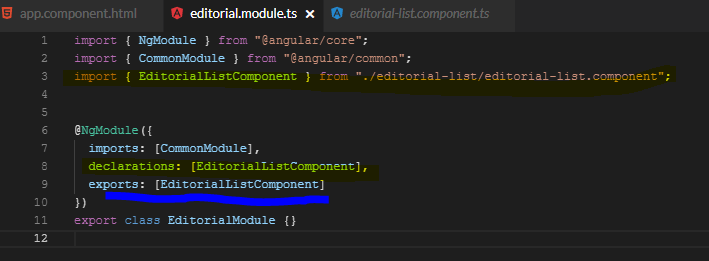 app.component.html editorial.module.ts editorial-list.component.ts
1 import { NgModule } from "@angular/core";
2 import { CommonModule } from "@angular/common";
3 import { EditorialListComponent } from "./editorial-list/editorial-list.component";
4
5
6 @NgModule({
7 imports: [CommonModule],
8 declarations: [EditorialListComponent],
9 exports: [EditorialListComponent]
10 })
11 export class EditorialModule {}
12